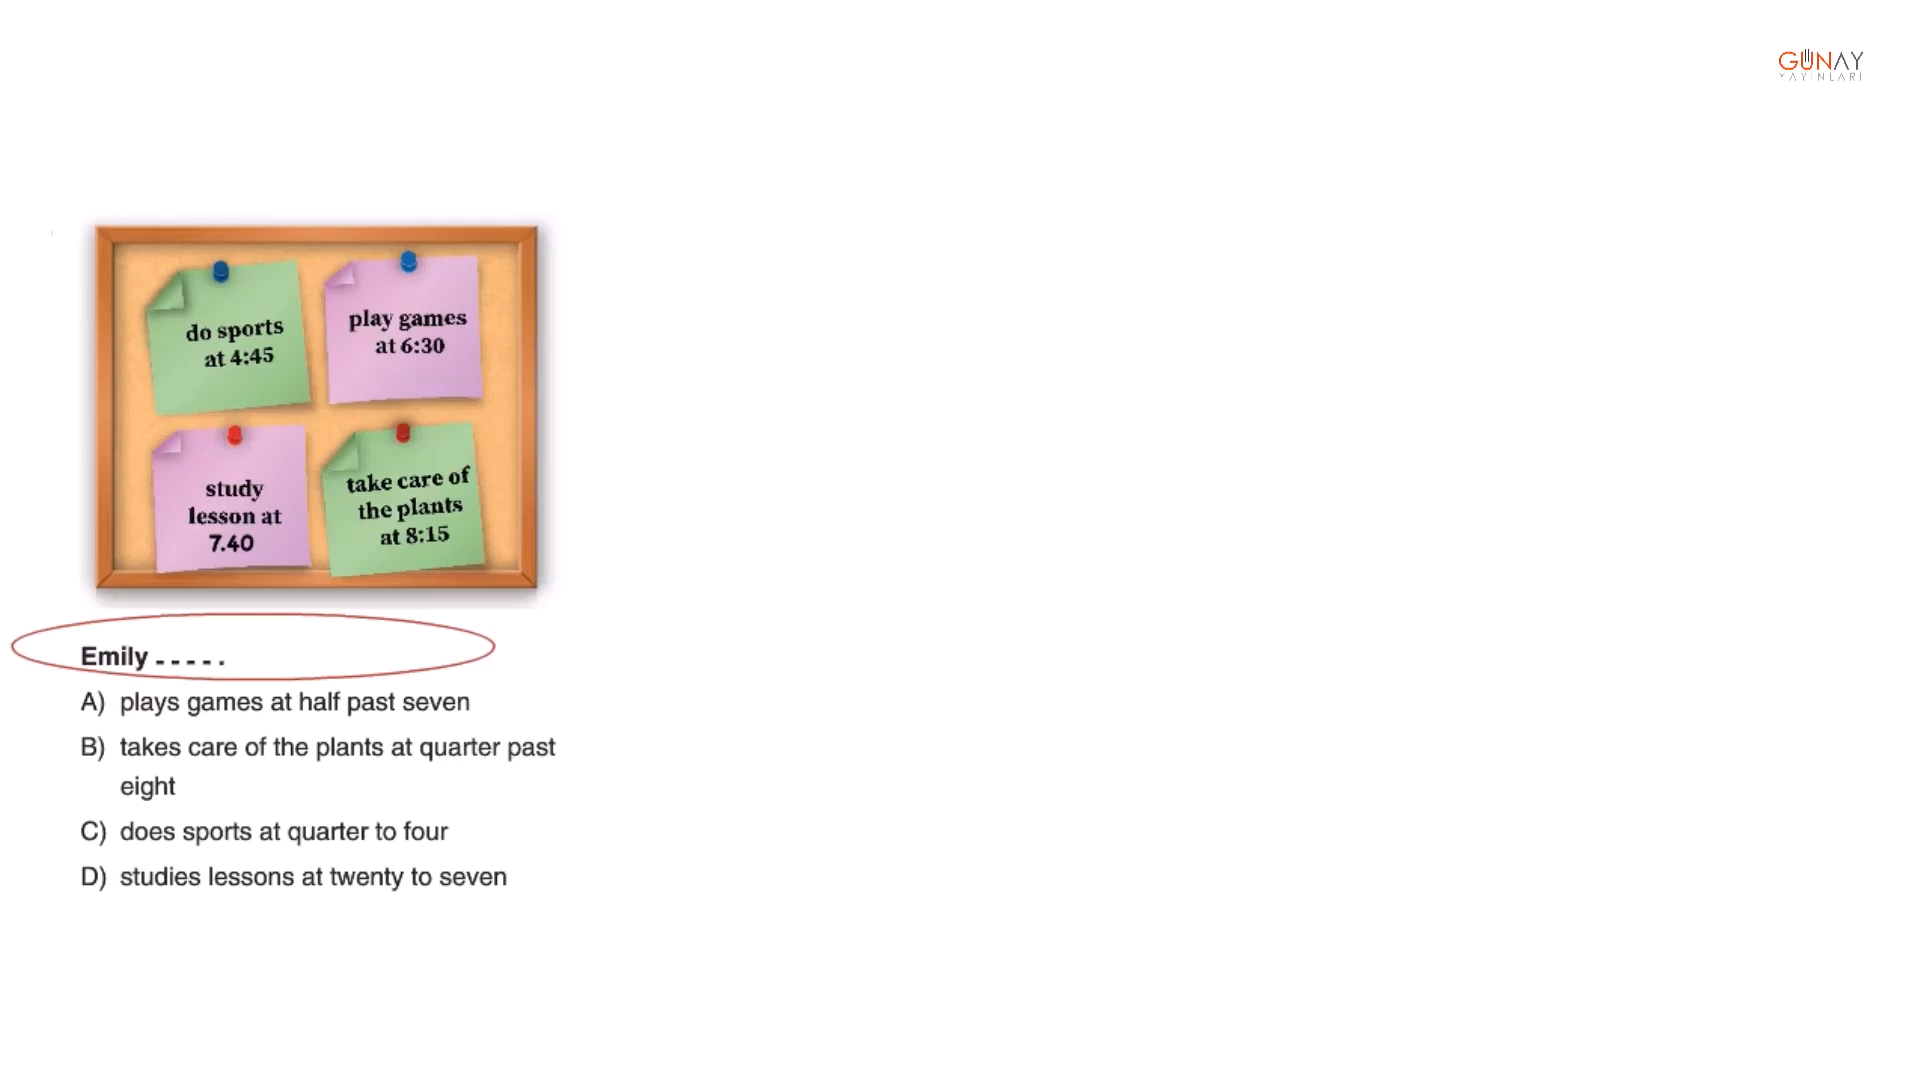 GÜNAY
YAYINLARI
do sports
at 4:45
play games
at 6:30
study
lesson at
7.40
take care of
the plants
at 8:15
Emily - - - - -.
A) plays games at half past seven
B) takes care of the plants at quarter past
eight
C) does sports at quarter to four
D) studies lessons at twenty to seven